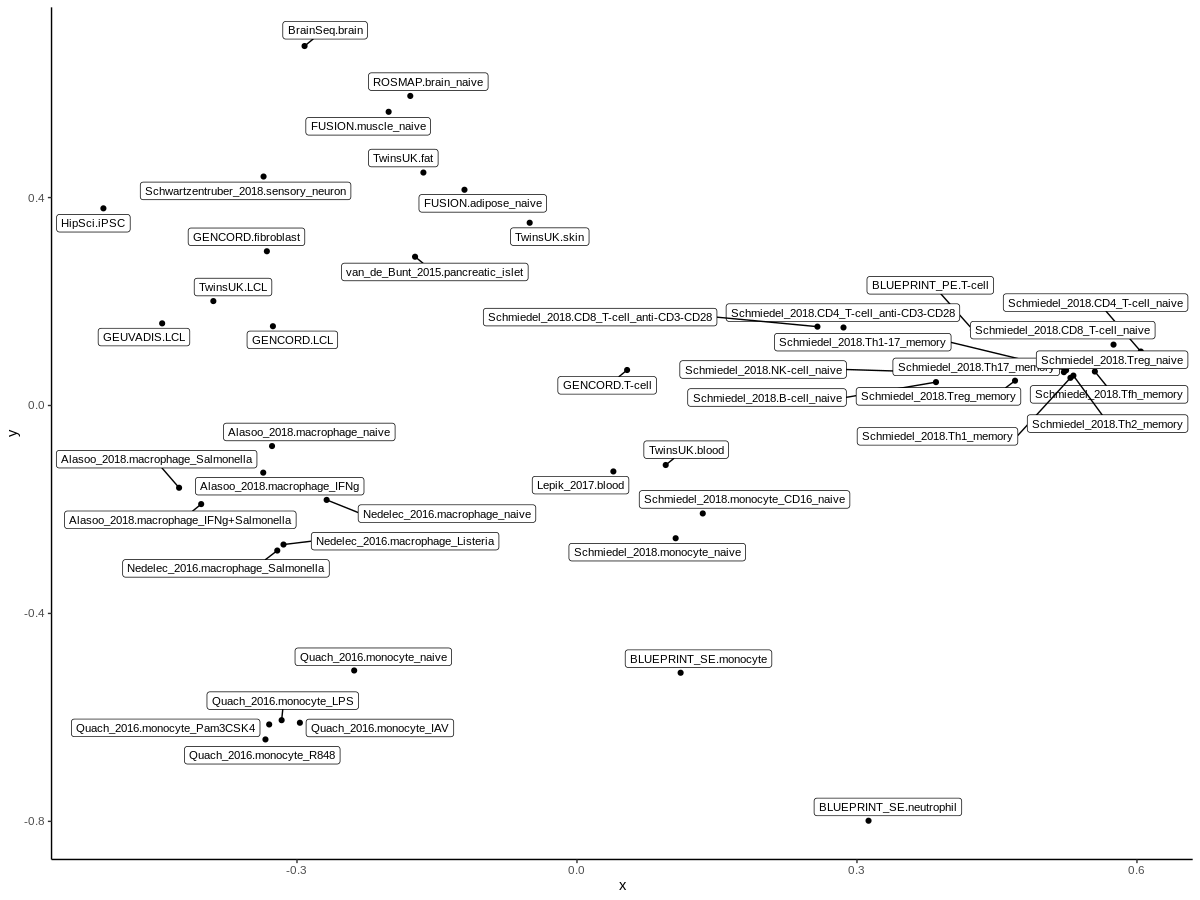 BrainSeq.brain
ROSMAP.brain_naive
FUSION.muscle_naive
TwinsUK.fat
Schwartzentruber_2018.sensory_neuron
0.4
FUSION.adipose_naive
HipSci.iPSC
GENCORD.fibroblast
TwinsUK.skin
van_de_Bunt_2015.pancreatic_islet
TwinsUK.LCL
BLUEPRINT_PE.T-cell
Schmiedel_2018.CD4_T-cell_naive
Schmiedel_2018.CD8_T-cell_anti-CD3-CD28
Schmiedel_2018.CD4_T-cell_anti-CD3-CD28
Schmiedel_2018.CD8_T-cell_naive
GEUVADIS.LCL
GENCORD.LCL
Schmiedel_2018.Th1-17_memory
Schmiedel_2018.Treg_naive
Schmiedel_2018.NK-cell_naive
Schmiedel_2018.Th17_memory
GENCORD.T-cell
Schmiedel_2018.B-cell_naive
Schmiedel_2018.Treg_memory
Schmiedel_2018.Tfh_memory
0.0
Schmiedel_2018.Th2_memory
Schmiedel_2018.Th1_memory
y
Alasoo_2018.macrophage_naive
TwinsUK.blood
Alasoo_2018.macrophage_Salmonella
Alasoo_2018.macrophage_IFNg
Lepik_2017.blood
Schmiedel_2018.monocyte_CD16_naive
Nedelec_2016.macrophage_naive
Alasoo_2018.macrophage_IFNg+Salmonella
Nedelec_2016.macrophage_Listeria
Schmiedel_2018.monocyte_naive
Nedelec_2016.macrophage_Salmonella
-0.4
Quach_2016.monocyte_naive
BLUEPRINT_SE.monocyte
Quach_2016.monocyte_LPS
Quach_2016.monocyte_Pam3CSK4
Quach_2016.monocyte_IAV
Quach_2016.monocyte_R848
BLUEPRINT_SE.neutrophil
-0.8
-0.3
0.0
0.3
0.6
x